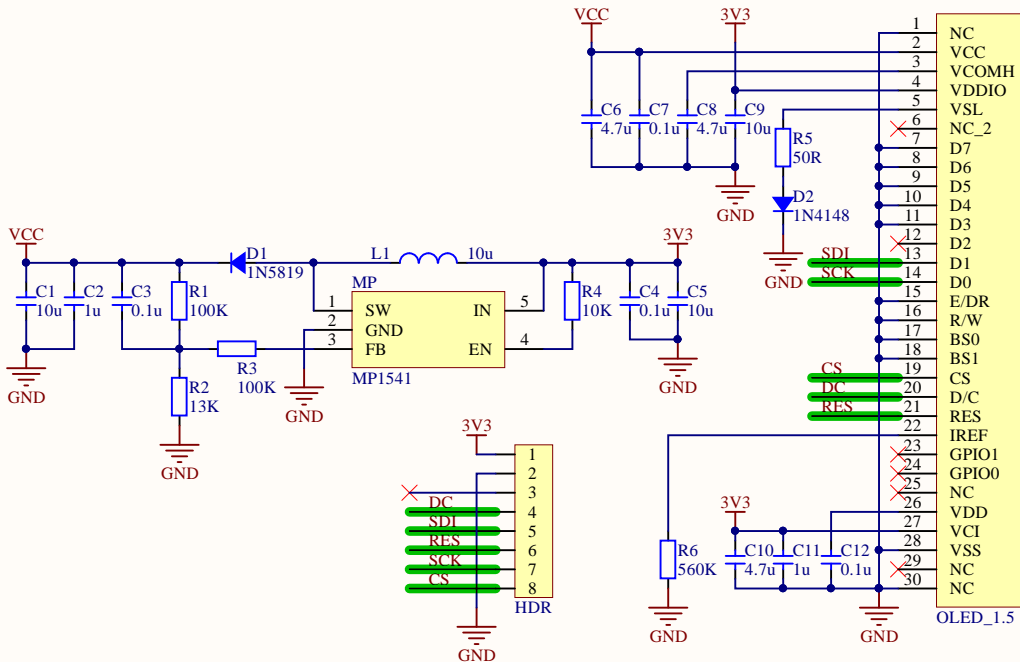 VCC
3V3
C6
4.7u
C7
0.1u
C8
4.7u
C9
10u
R5
50R
D2
1N4148
GND
GND
1 NC
2 VCC
3 VCOMH
4 VDDIO
5 VSL
6 NC_2
7 D7
8 D6
9 D5
10 D4
11 D3
12 D2
SDI 13 D1
SCK 14 D0
15 E/DR
16 R/W
17 BS0
18 BS1
CS 19 CS
DC 20 D/C
RES 21 RES
22 IREF
23 GPIO1
24 GPIO0
25 NC
26 VDD
27 VCI
28 VSS
29 NC
30 NC
OLED_1.5
VCC
C1
10u
C2
1u
C3
0.1u
R1
100K
D1
1N5819
L1 10u
3V3
MP
1 SW
2 GND
3 FB
IN 5
EN 4
MP1541
R4
10K
C4
0.1u
C5
10u
GND
R2
13K
R3
100K
GND
GND
GND
3V3
1
2
3
DC 4
SDI 5
RES 6
SCK 7
CS 8
HDR
GND
R6
560K
GND
3V3
C10
4.7u
C11
1u
C12
0.1u
GND